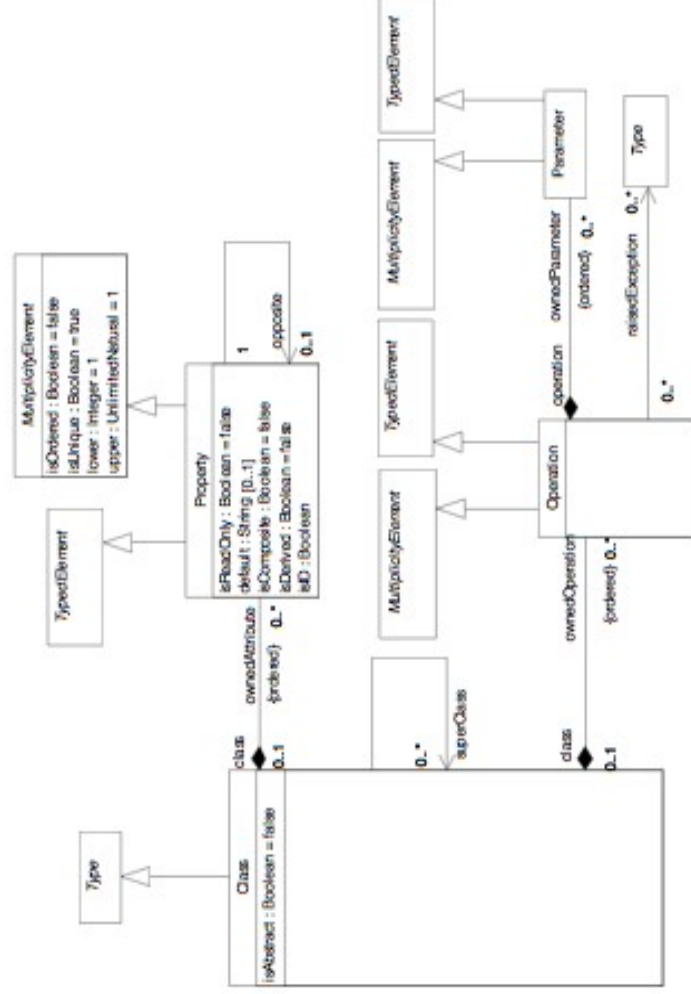 Type
Class
isAbstract : Boolean = false
TypedElement
MultiplicityElement
isOrdered : Boolean = false
isUnique : Boolean = true
lower : Integer = 1
upper : UnlimitedNatural = 1
class
0..1
ownedAttribute
{ordered} 0..*
Property
isReadOnly : Boolean = false
default : String [0..1]
isComposite : Boolean = false
isDerived : Boolean = false
isID : Boolean
1
opposite
0..1
0..*
superClass
class
0..1
ownedOperation
{ordered} 0..*
MultiplicityElement
TypedElement
Operation
operation
ownedParameter
{ordered} 0..*
MultiplicityElement
TypedElement
Parameter
0..*
raisedException
0..*
Type